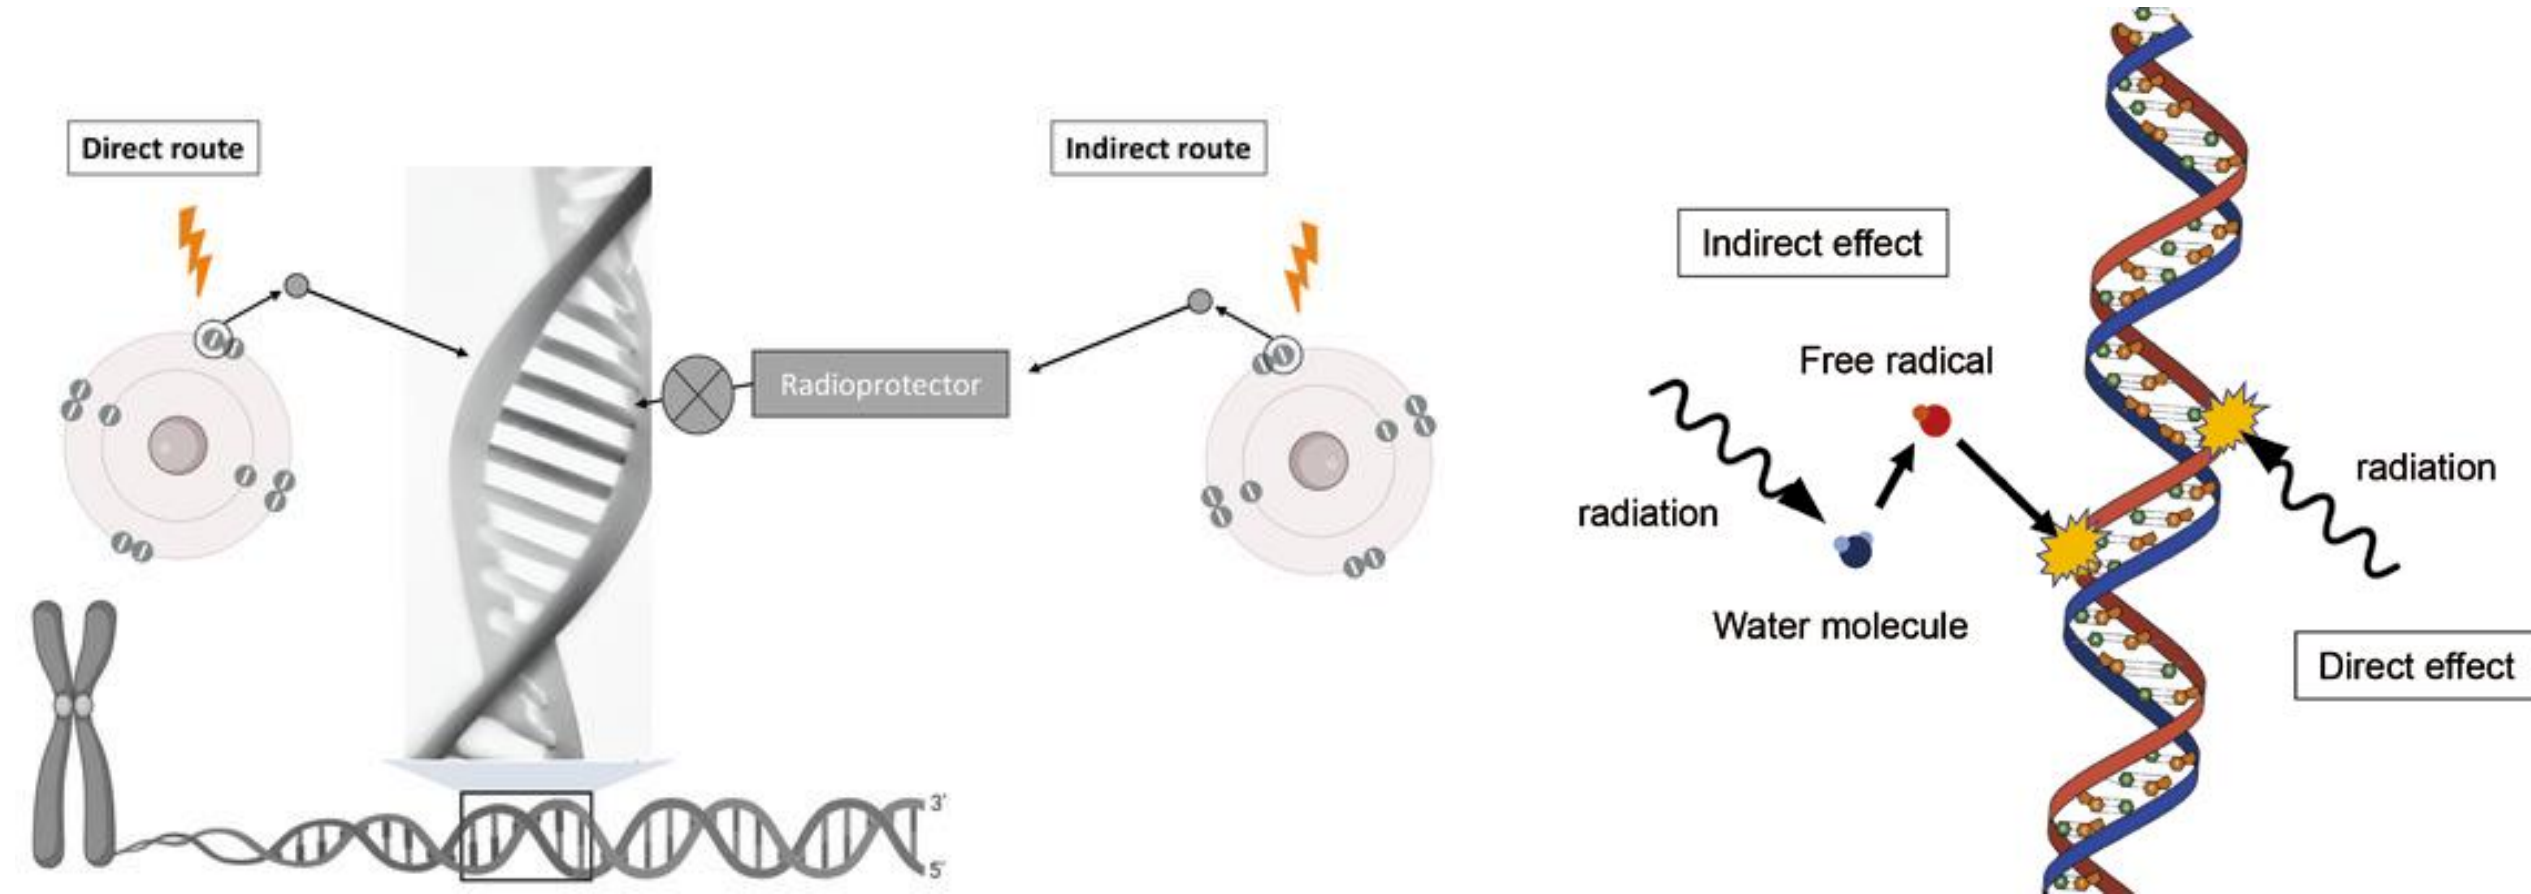 Direct route
Indirect route
Radioprotector
3'
5'
Indirect effect
Free radical
radiation
radiation
Water molecule
Direct effect